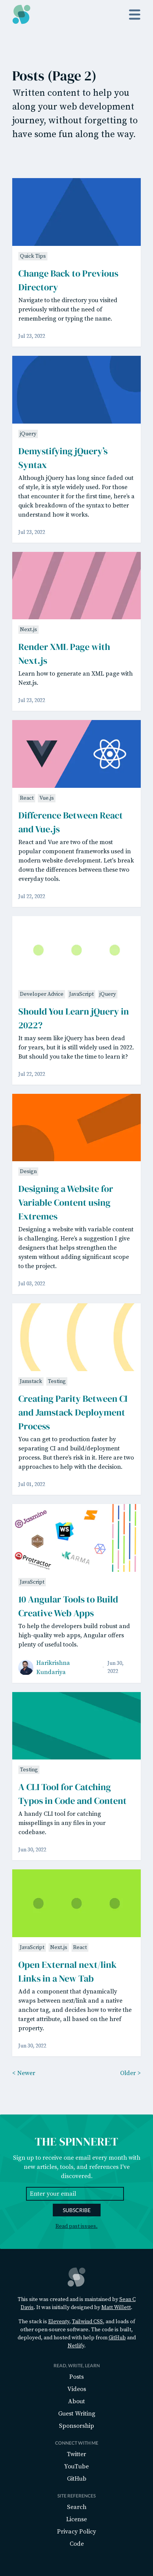 Posts (Page 2)
Written content to help you
along your web development
journey, without forgetting to
have some fun along the way.
Quick Tips
Change Back to Previous
Directory
Navigate to the directory you visited
previously without the need of
remembering or typing the name.
Jul 23, 2022
jQuery
Demystifying jQuery's
Syntax
Although jQuery has long since faded out
of style, it is still widely used. For those
that encounter it for the first time, here's a
quick breakdown of the syntax to better
understand how it works.
Jul 23, 2022
Next.js
Render XML Page with
Next.js
Learn how to generate an XML page with
Next.js.
Jul 23, 2022
React Vue.js
Difference Between React
and Vue.js
React and Vue are two of the most
popular component frameworks used in
modern website development. Let's break
down the differences between these two
everyday tools.
Jul 22, 2022
Developer Advice JavaScript jQuery
Should You Learn jQuery in
2022?
It may seem like jQuery has been dead
for years, but it is still widely used in 2022.
But should you take the time to learn it?
Jul 22, 2022
Design
Designing a Website for
Variable Content using
Extremes
Designing a website with variable content
is challenging. Here's a suggestion I give
designers that helps strengthen the
website without adding significant scope
to the project.
Jul 03, 2022
Jamstack Testing
Creating Parity Between CI
and Jamstack Deployment
Process
You can get to production faster by
separating CI and build/deployment
process. But there's risk in it. Here are two
approaches to help with the decision.
Jul 01, 2022
Jasmine
WS
Protractor
KARMA
JavaScript
10 Angular Tools to Build
Creative Web Apps
To help the developers build robust and
high-quality web apps, Angular offers
plenty of useful tools.
Harikrishna
Kundariya
Jun 30,
2022
Testing
A CLI Tool for Catching
Typos in Code and Content
A handy CLI tool for catching
misspellings in any files in your
codebase.
Jun 30, 2022
JavaScript Next.js React
Open External next/link
Links in a New Tab
Add a component that dynamically
swaps between next/link and a native
anchor tag, and decides how to write the
target attribute, all based on the href
property.
Jun 30, 2022
< Newer
Older >
THE SPINNERET
Sign up to receive one email every month with
new articles, tools, and references I've
discovered.
Enter your email
SUBSCRIBE
Read past issues.
This site was created and is maintained by Sean C
Davis. It was initially designed by Matt Willett.
The stack is Eleventy, Tailwind CSS, and loads of
other open-source software. The code is built,
deployed, and hosted with help from GitHub and
Netlify.
READ, WRITE, LEARN
Posts
Videos
About
Guest Writing
Sponsorship
CONNECT WITH ME
Twitter
YouTube
GitHub
SITE REFERENCES
Search
License
Privacy Policy
Code